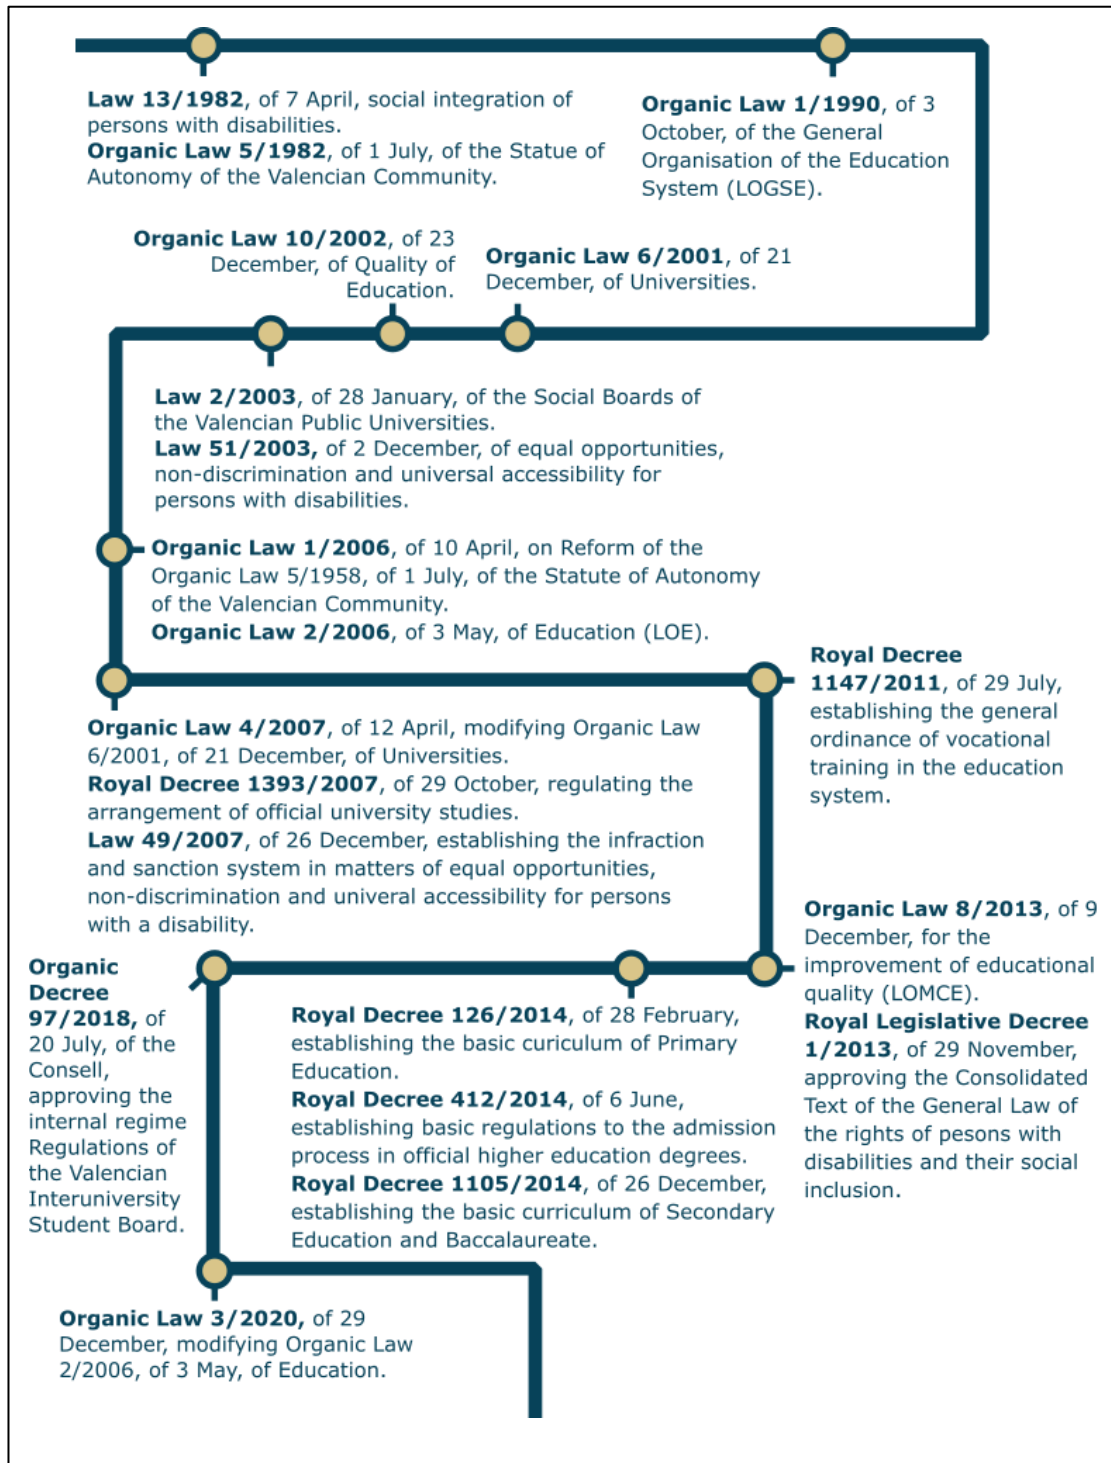 Law 13/1982, of 7 April, social integration of
persons with disabilities.
Organic Law 5/1982, of 1 July, of the Statue of
Autonomy of the Valencian Community.
Organic Law 1/1990, of 3
October, of the General
Organisation of the Education
System (LOGSE).
Organic Law 6/2001, of 21
December, of Universities.
Organic Law 10/2002, of 23
December, of Quality of
Education.
Law 2/2003, of 28 January, of the Social Boards of
the Valencian Public Universities.
Law 51/2003, of 2 December, of equal opportunities,
non-discrimination and universal accessibility for
persons with disabilities.
Organic Law 1/2006, of 10 April, on Reform of the
Organic Law 5/1958, of 1 July, of the Statute of Autonomy
of the Valencian Community.
Organic Law 2/2006, of 3 May, of Education (LOE).
Organic Law 4/2007, of 12 April, modifying Organic Law
6/2001, of 21 December, of Universities.
Royal Decree 1393/2007, of 29 October, regulating the
arrangement of official university studies.
Law 49/2007, of 26 December, establishing the infraction
and sanction system in matters of equal opportunities,
non-discrimination and univeral accessibility for persons
with a disability.
Royal Decree
1147/2011, of 29 July,
establishing the general
ordinance of vocational
training in the education
system.
Organic Law 8/2013, of 9
December, for the
improvement of educational
quality (LOMCE).
Royal Legislative Decree
1/2013, of 29 November,
approving the Consolidated
Text of the General Law of
the rights of pesons with
disabilities and their social
inclusion.
Royal Decree 126/2014, of 28 February,
establishing the basic curiculum of Primary
Education.
Royal Decree 412/2014, of 6 June,
establishing basic regulations to the admission
process in official higher education degrees.
Royal Decree 1105/2014, of 26 December,
establishing the basic curriculum of Secondary
Education and Baccalaureate.
Organic
Decree
97/2018, of
20 July, of the
Consell,
approving the
internal regime
Regulations of
the Valencian
Interuniversity
Student Board.
Organic Law 3/2020, of 29
December, modifying Organic Law
2/2006, of 3 May, of Education.